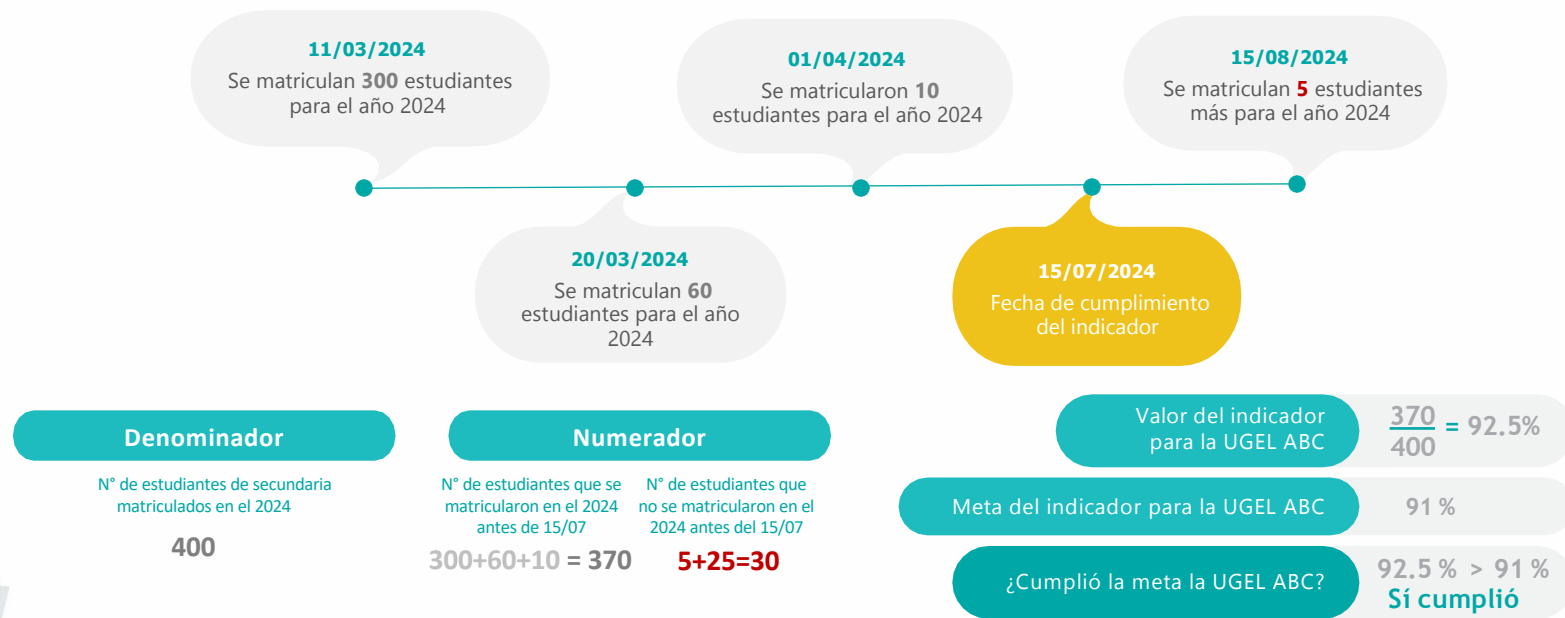 11/03/2024
Se matriculan 300 estudiantes
para el año 2024
01/04/2024
Se matricularon 10
estudiantes para el año 2024
15/08/2024
Se matriculan 5 estudiantes
más para el año 2024
20/03/2024
Se matriculan 60
estudiantes para el año
2024
15/07/2024
Fecha de cumplimiento
del indicador
Denominador
N° de estudiantes de secundaria
matriculados en el 2024
400
Numerador
N° de estudiantes que se
matricularon en el 2024
antes de 15/07
300+60+10 = 370
N° de estudiantes que
no se matricularon en el
2024 antes del 15/07
5+25=30
Valor del indicador
para la UGEL ABC
370
400
= 92.5%
Meta del indicador para la UGEL ABC
91 %
¿Cumplió la meta la UGEL ABC?
92.5 % > 91 %
Sí cumplió